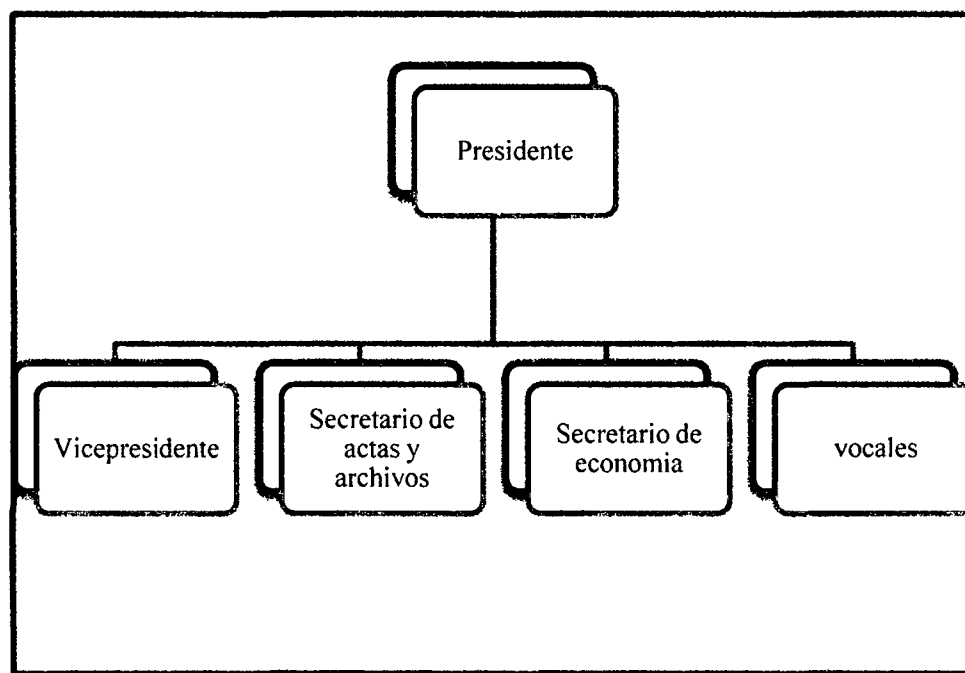 Presidente
Vicepresidente
Secretario de
actas y
archivos
Secretario de
economia
vocales